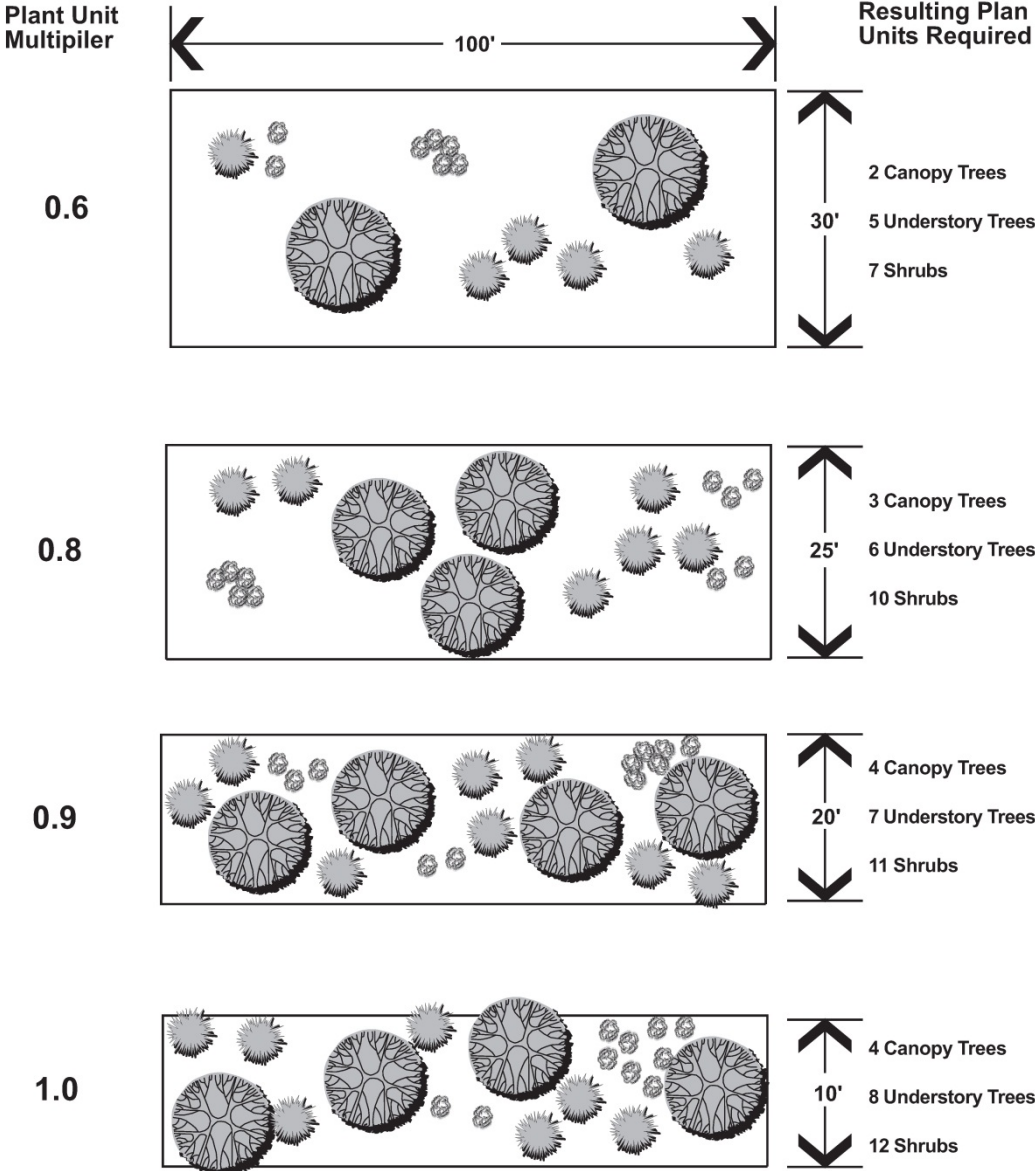 Plant Unit
Multipiler
100'
Resulting Plan
Units Required
0.6
30'
2 Canopy Trees
5 Understory Trees
7 Shrubs
0.8
25'
3 Canopy Trees
6 Understory Trees
10 Shrubs
0.9
20'
4 Canopy Trees
7 Understory Trees
11 Shrubs
1.0
10'
4 Canopy Trees
8 Understory Trees
12 Shrubs